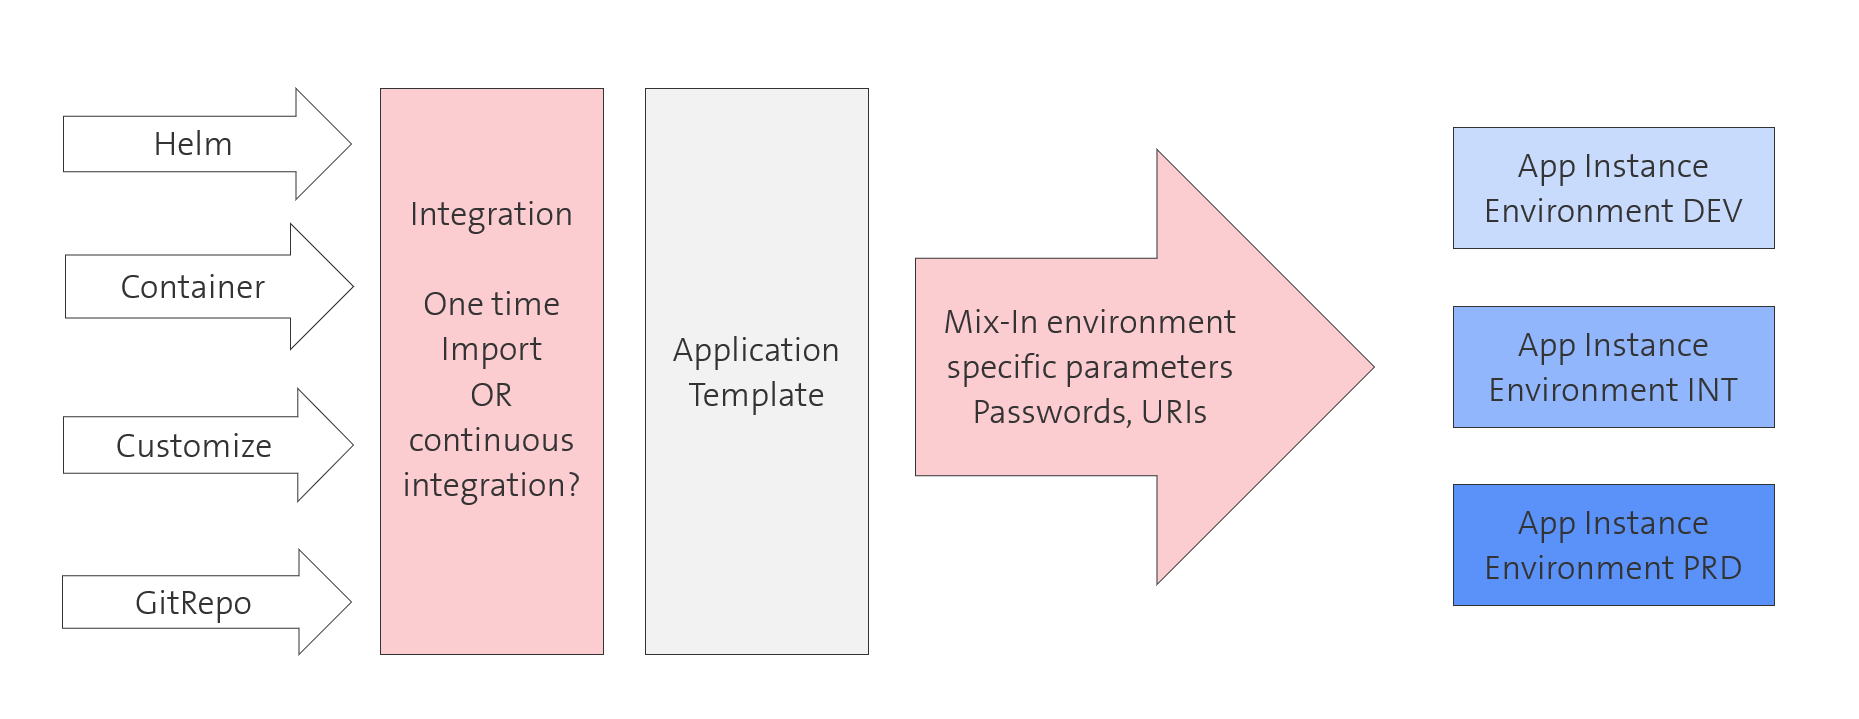 Helm
Container
Customize
GitRepo
Integration
One time
Import
OR
continuous
integration?
Application
Template
Mix-In environment
specific parameters
Passwords, URIs
App Instance
Environment DEV
App Instance
Environment INT
App Instance
Environment PRD